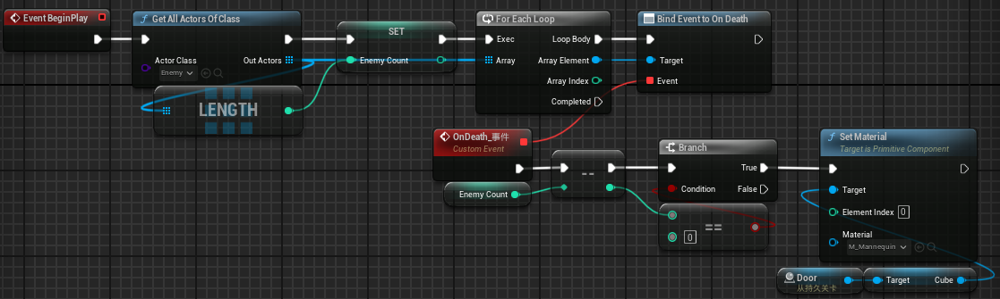 Event BeginPlay
Get All Actors Of Class
Actor Class
Enemy
Out Actors
SET
Enemy Count
For Each Loop
Exec
Loop Body
Array
Array Element
Array Index
Completed
Bind Event to On Death
Target
Event
LENGTH
OnDeath_事件
Custom Event
Enemy Count
--
Branch
True
Condition
False
==
0
Set Material
Target is Primitive Component
Target
Element Index 0
Material
M_Mannequin
Door
从持久关卡
Target
Cube